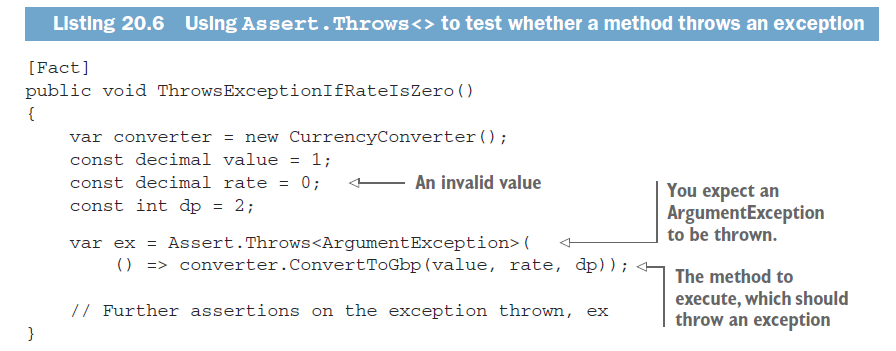 Listing 20.6 Using Assert.Throws<> to test whether a method throws an exception
[Fact]
public void ThrowsExceptionIfRateIsZero()
{
var converter = new CurrencyConverter();
const decimal value = 1;
const decimal rate = 0;
An invalid value
const int dp = 2;
You expect an
ArgumentException
to be thrown.
var ex = Assert.Throws<ArgumentException>(
() => converter.ConvertToGbp(value, rate, dp));
The method to
execute, which should
throw an exception
// Further assertions on the exception thrown, ex
}